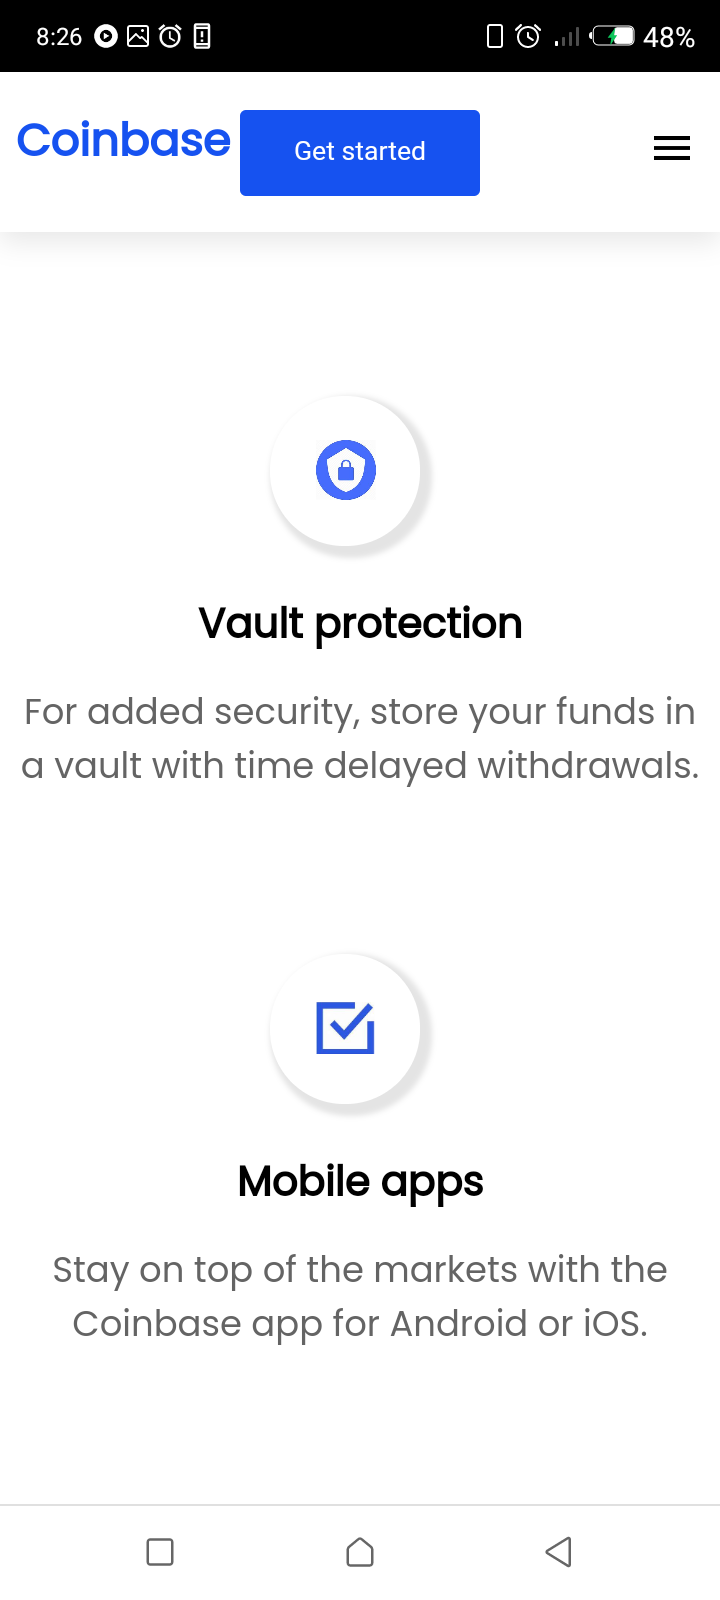 8:26
48%
Coinbase
Get started
Vault protection
For added security, store your funds in
a vault with time delayed withdrawals.
Mobile apps
Stay on top of the markets with the
Coinbase app for Android or iOS.